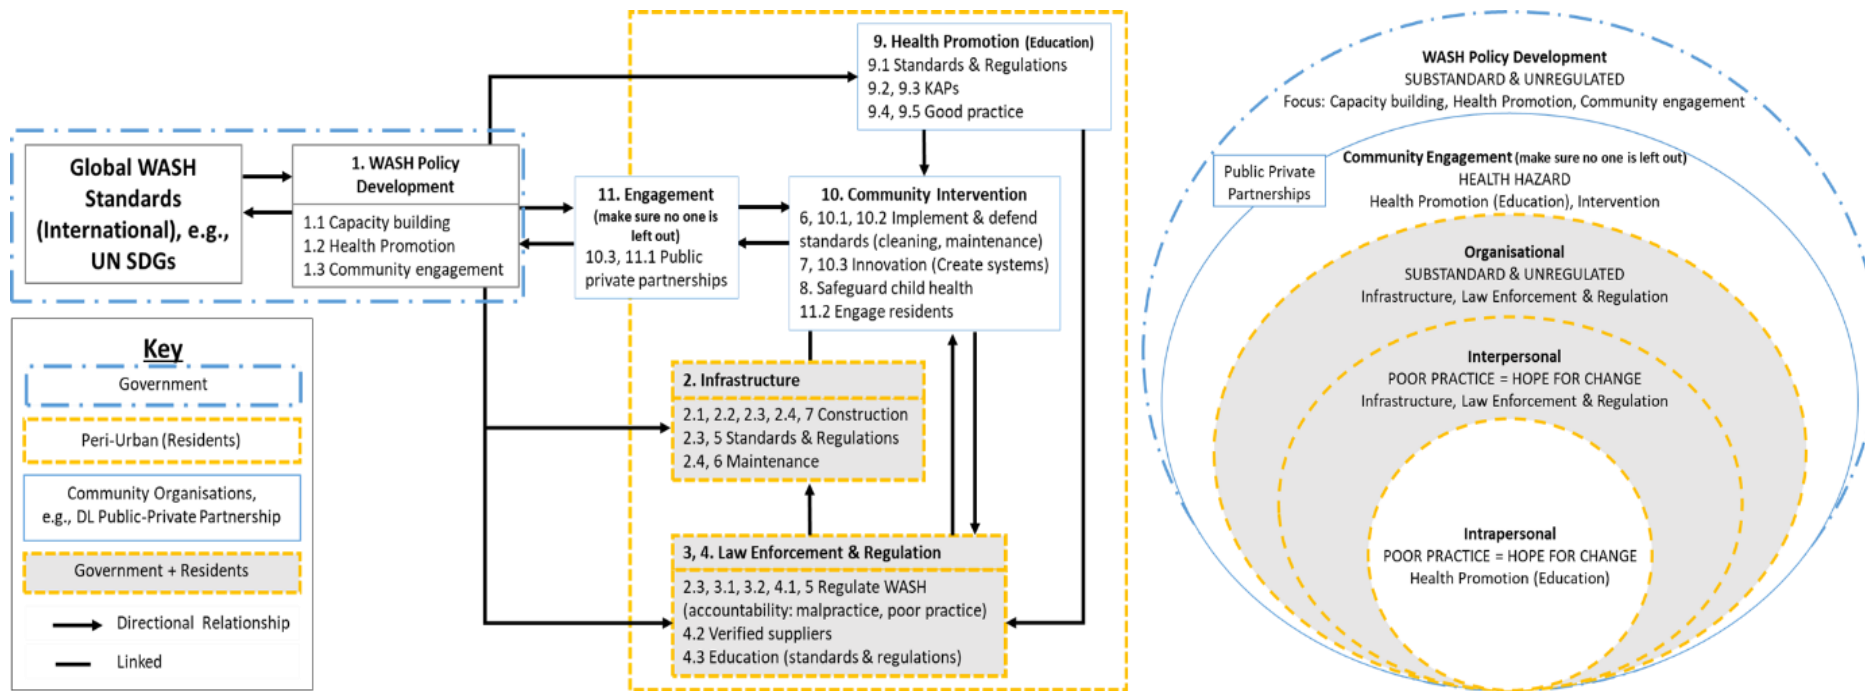 Global WASH
Standards
(International), e.g.,
UN SDGs
1. WASH Policy
Development
1.1 Capacity building
1.2 Health Promotion
1.3 Community engagement
9. Health Promotion (Education)
9.1 Standards & Regulations
9.2, 9.3 KAPs
9.4, 9.5 Good practice
11. Engagement
(make sure no one is
left out)
10.3, 11.1 Public
private partnerships
10. Community Intervention
6, 10.1, 10.2 Implement & defend
standards (cleaning, maintenance)
7, 10.3 Innovation (Create systems)
8. Safeguard child health
11.2 Engage residents
2. Infrastructure
2.1, 2.2, 2.3, 2.4, 7 Construction
2.3, 5 Standards & Regulations
2.4, 6 Maintenance
3, 4. Law Enforcement & Regulation
2.3, 3.1, 3.2, 4.1, 5 Regulate WASH
(accountability: malpractice, poor practice)
4.2 Verified suppliers
4.3 Education (standards & regulations)
Key
Government
Peri-Urban (Residents)
Community Organisations,
e.g., DL Public-Private Partnership
Government + Residents
Directional Relationship
Linked
WASH Policy Development
SUBSTANDARD & UNREGULATED
Focus: Capacity building, Health Promotion, Community engagement
Public Private
Partnerships
Community Engagement (make sure no one is left out)
HEALTH HAZARD
Health Promotion (Education), Intervention
Organisational
SUBSTANDARD & UNREGULATED
Infrastructure, Law Enforcement & Regulation
Interpersonal
POOR PRACTICE = HOPE FOR CHANGE
Infrastructure, Law Enforcement & Regulation
Intrapersonal
POOR PRACTICE = HOPE FOR CHANGE
Health Promotion (Education)